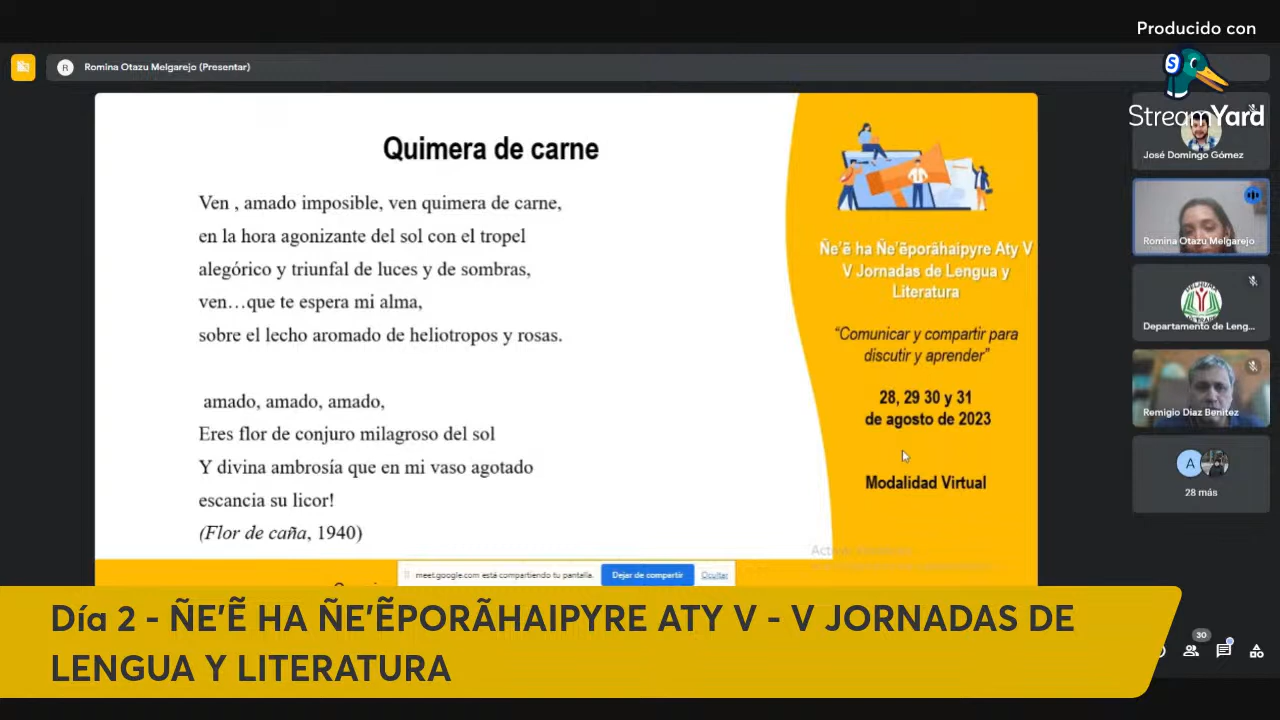 Producido con
StreamYard
R Romina Otazu Melgarejo (Presentar)
Quimera de carne
Ven , amado imposible, ven quimera de carne,
en la hora agonizante del sol con el tropel
alegórico y triunfal de luces y de sombras,
ven…que te espera mi alma,
sobre el lecho aromado de heliotropos y rosas.
amado, amado, amado,
Eres flor de conjuro milagroso del sol
Y divina ambrosía que en mi vaso agotado
escancia su licor!
(Flor de caña, 1940)
Ñe'ẽ ha Ñe'ẽporãhaipyre Aty V
V Jornadas de Lengua y
Literatura
“Comunicar y compartir para
discutir y aprender”
28, 29 30 y 31
de agosto de 2023
Modalidad Virtual
José Domingo Gómez
Romina Otazu Melgarejo
Departamento de Leng...
Remigio Diaz Benitez
A
28 más
meet.google.com está compartiendo tu pantalla.
Dejar de compartir
Ocultar
Día 2 - ÑE'Ẽ HA ÑE'ẼPORÃHAIPYRE ATY V - V JORNADAS DE
LENGUA Y LITERATURA
30